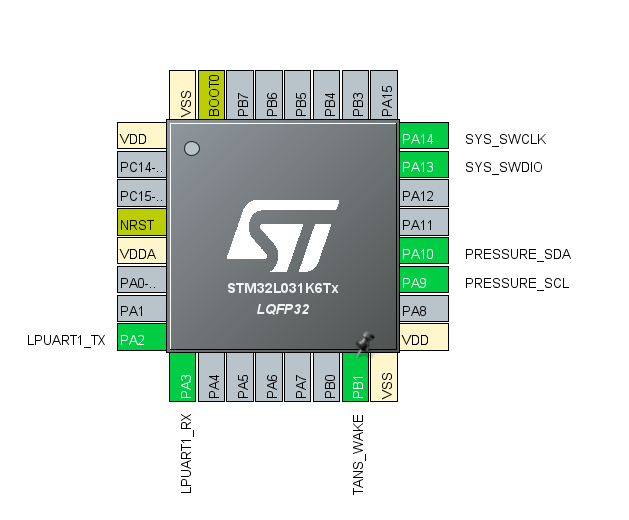 VSS
BOOT0
PB7
PB6
PB5
PB4
PB3
PA15
VDD
PC14-..
PC15-..
NRST
VDDA
PA0-..
PA1
LPUART1_TX PA2
PA14 SYS_SWCLK
PA13 SYS_SWDIO
PA12
PA11
PA10 PRESSURE_SDA
PA9 PRESSURE_SCL
PA8
VDD
ST
STM32L031K6Tx
LQFP32
PA3
PA4
PA5
PA6
PA7
PB0
PB1
VSS
LPUART1_RX
TANS_WAKE